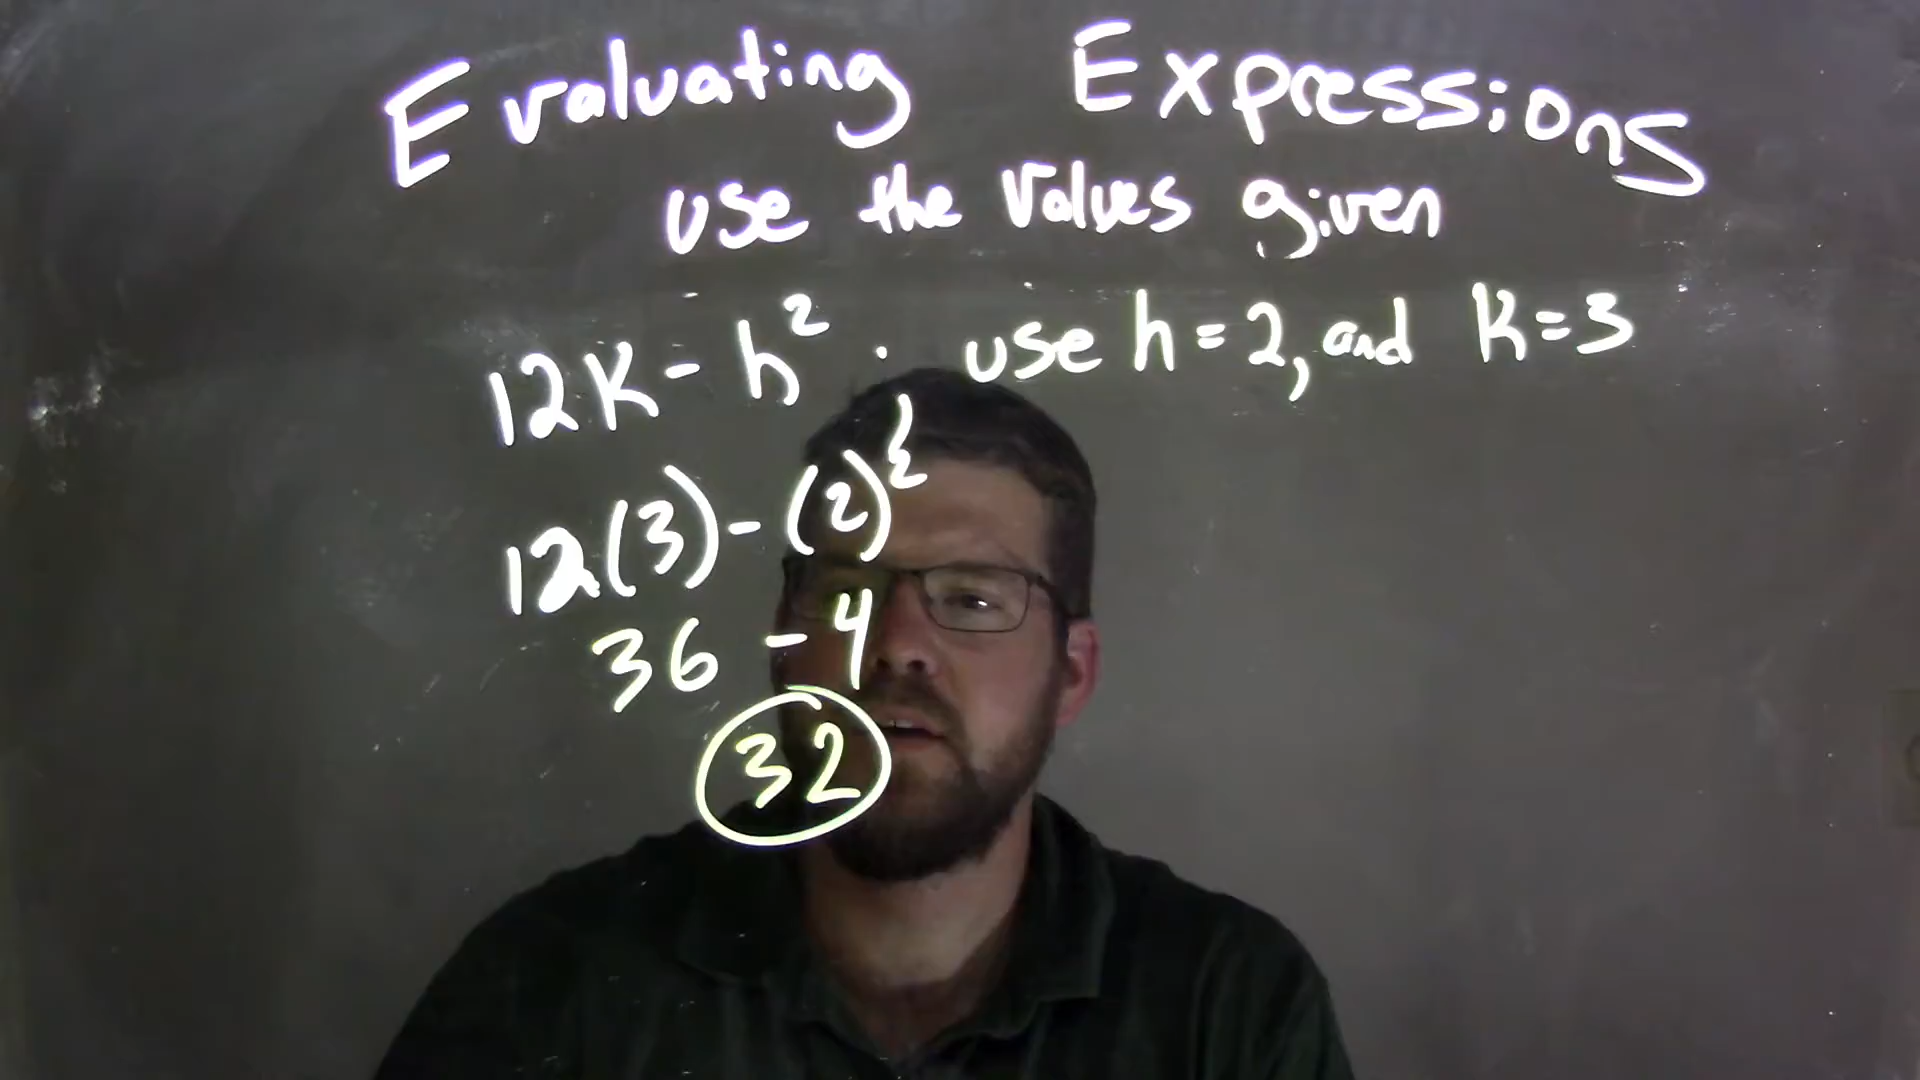 Evaluating Expressions
use the values given
12k - h² . use h = 2, and k = 3
12(3) - (2)²
36 - 4
32